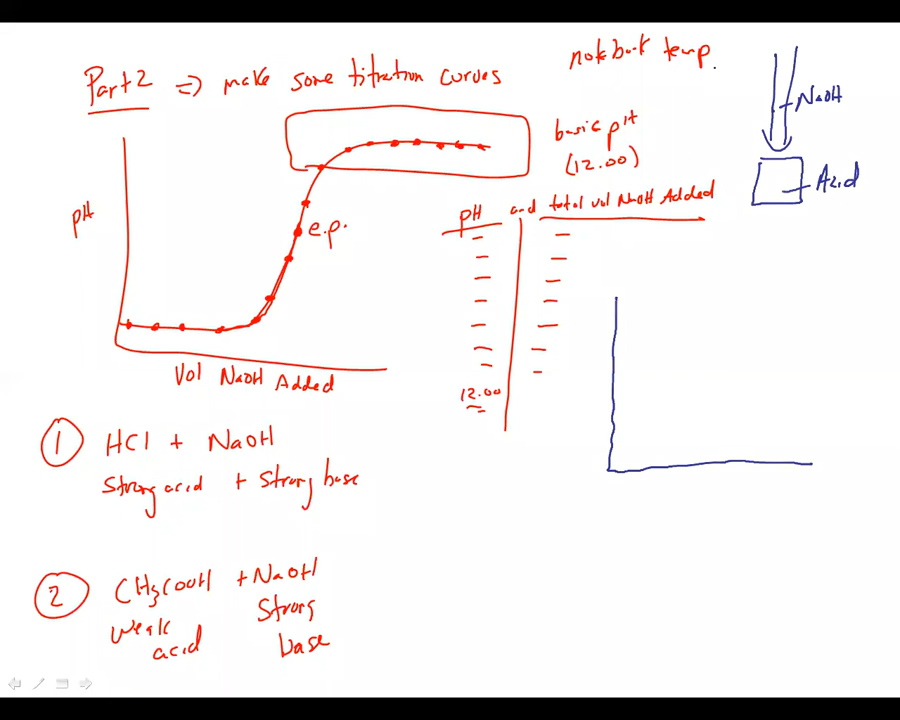 notebook temp.
Part 2 => make some titration curves
NaOH
basic pH
(12.00)
Acid
pH and total vol NaOH Added
pH
e.p.
12.00
Vol NaOH Added
1 HCl + NaOH
Strong acid + Strong base
2 CH3COOH + NaOH
Weak Strong
acid base